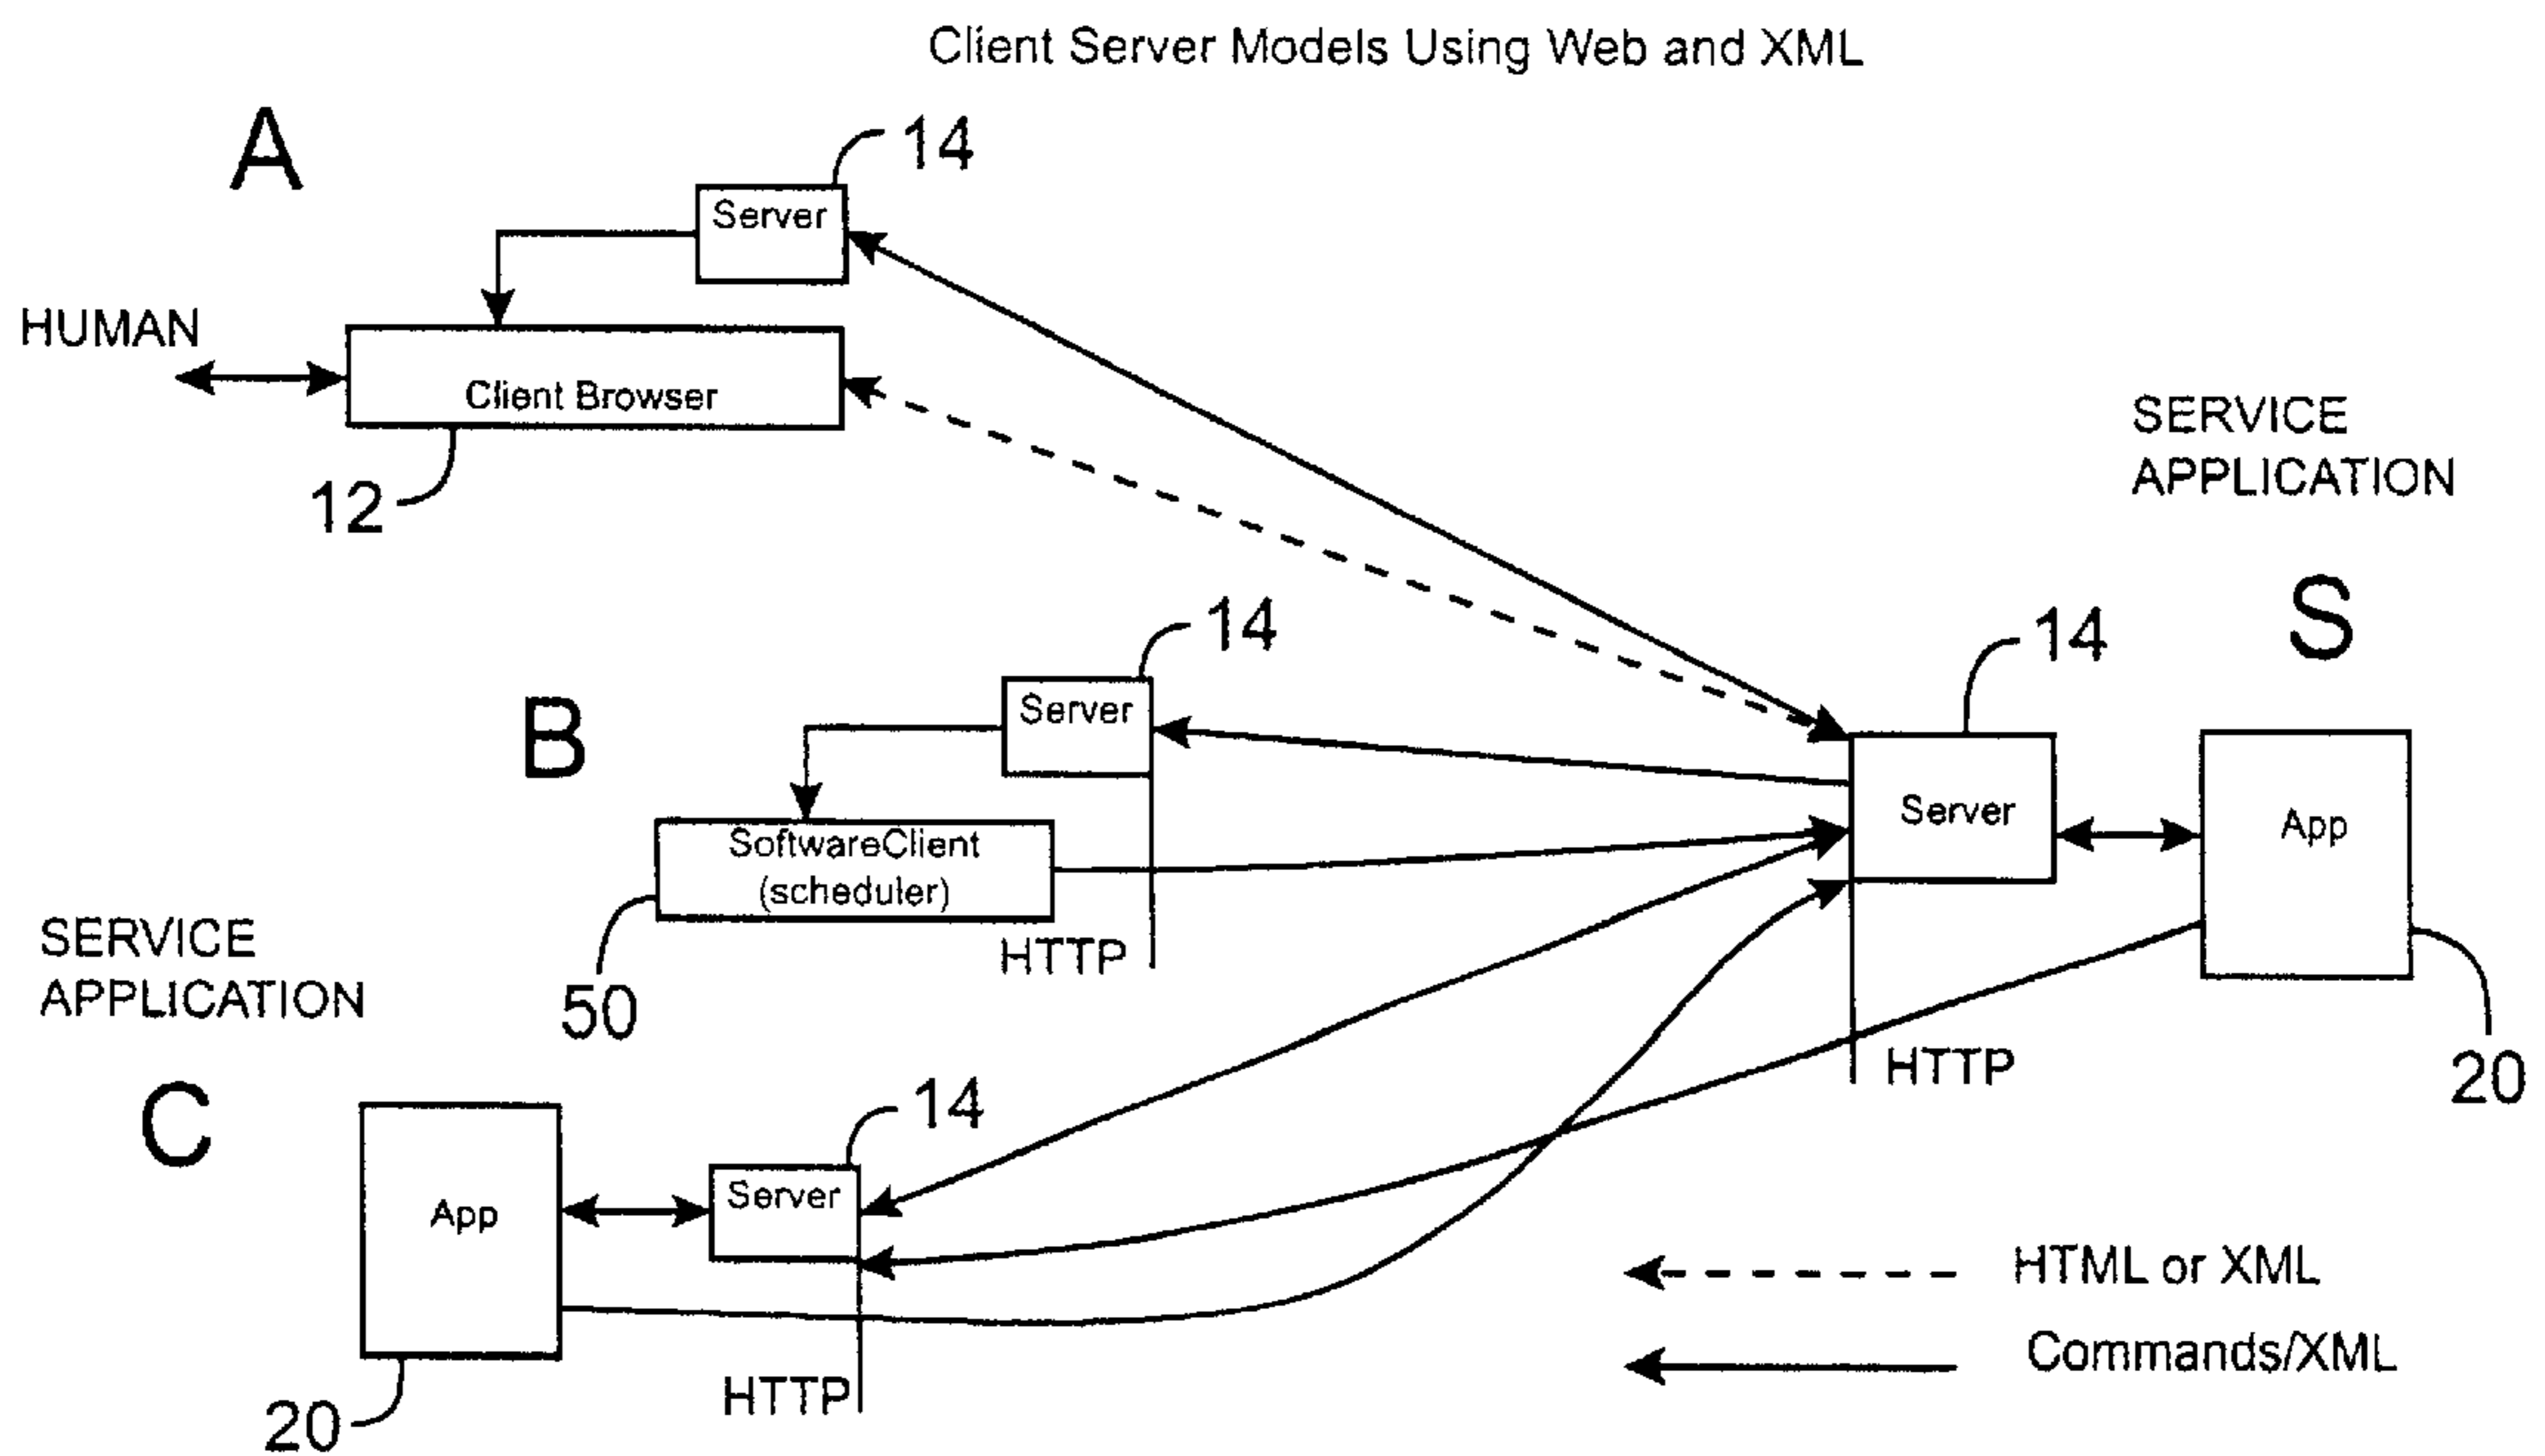 Client Server Models Using Web and XML
A
14
Server
HUMAN
Client Browser
12
SERVICE
APPLICATION
S
14
14
B
Server
Server
App
SoftwareClient
(scheduler)
HTTP
50
SERVICE
APPLICATION
HTTP
20
C
14
Server
App
HTTP
20
HTML or XML
Commands/XML